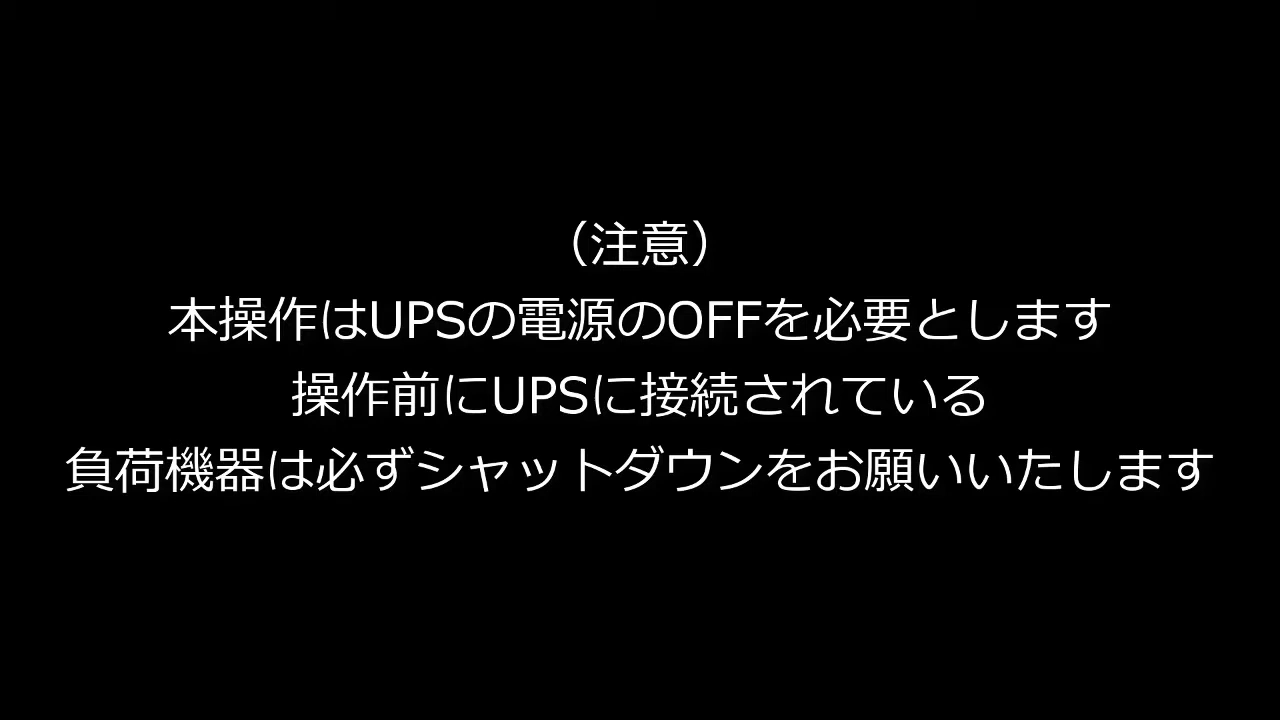 （注意）
本操作はUPSの電源のOFFを必要とします
操作前にUPSに接続されている
負荷機器は必ずシャットダウンをお願いいたします